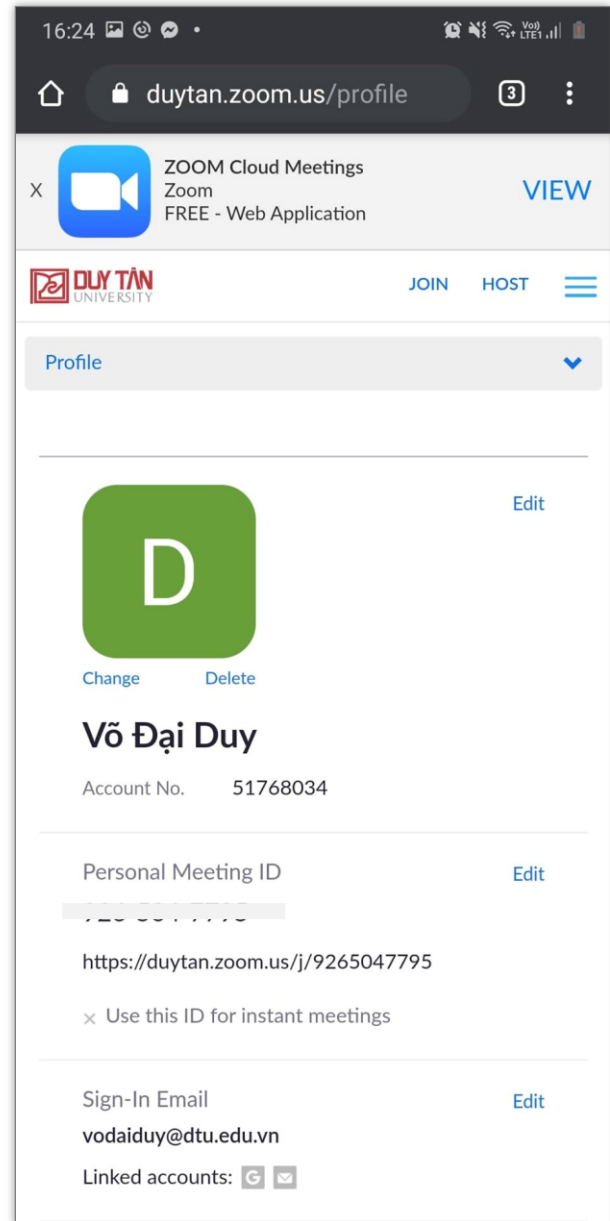 16:24
duytan.zoom.us/profile 3
X ZOOM Cloud Meetings
Zoom
FREE - Web Application
VIEW
DUY TÂN
UNIVERSITY
JOIN HOST
Profile
Edit
D
Change Delete
Võ Đại Duy
Account No. 51768034
Personal Meeting ID Edit
https://duytan.zoom.us/j/9265047795
× Use this ID for instant meetings
Sign-In Email Edit
vodaiduy@dtu.edu.vn
Linked accounts: G